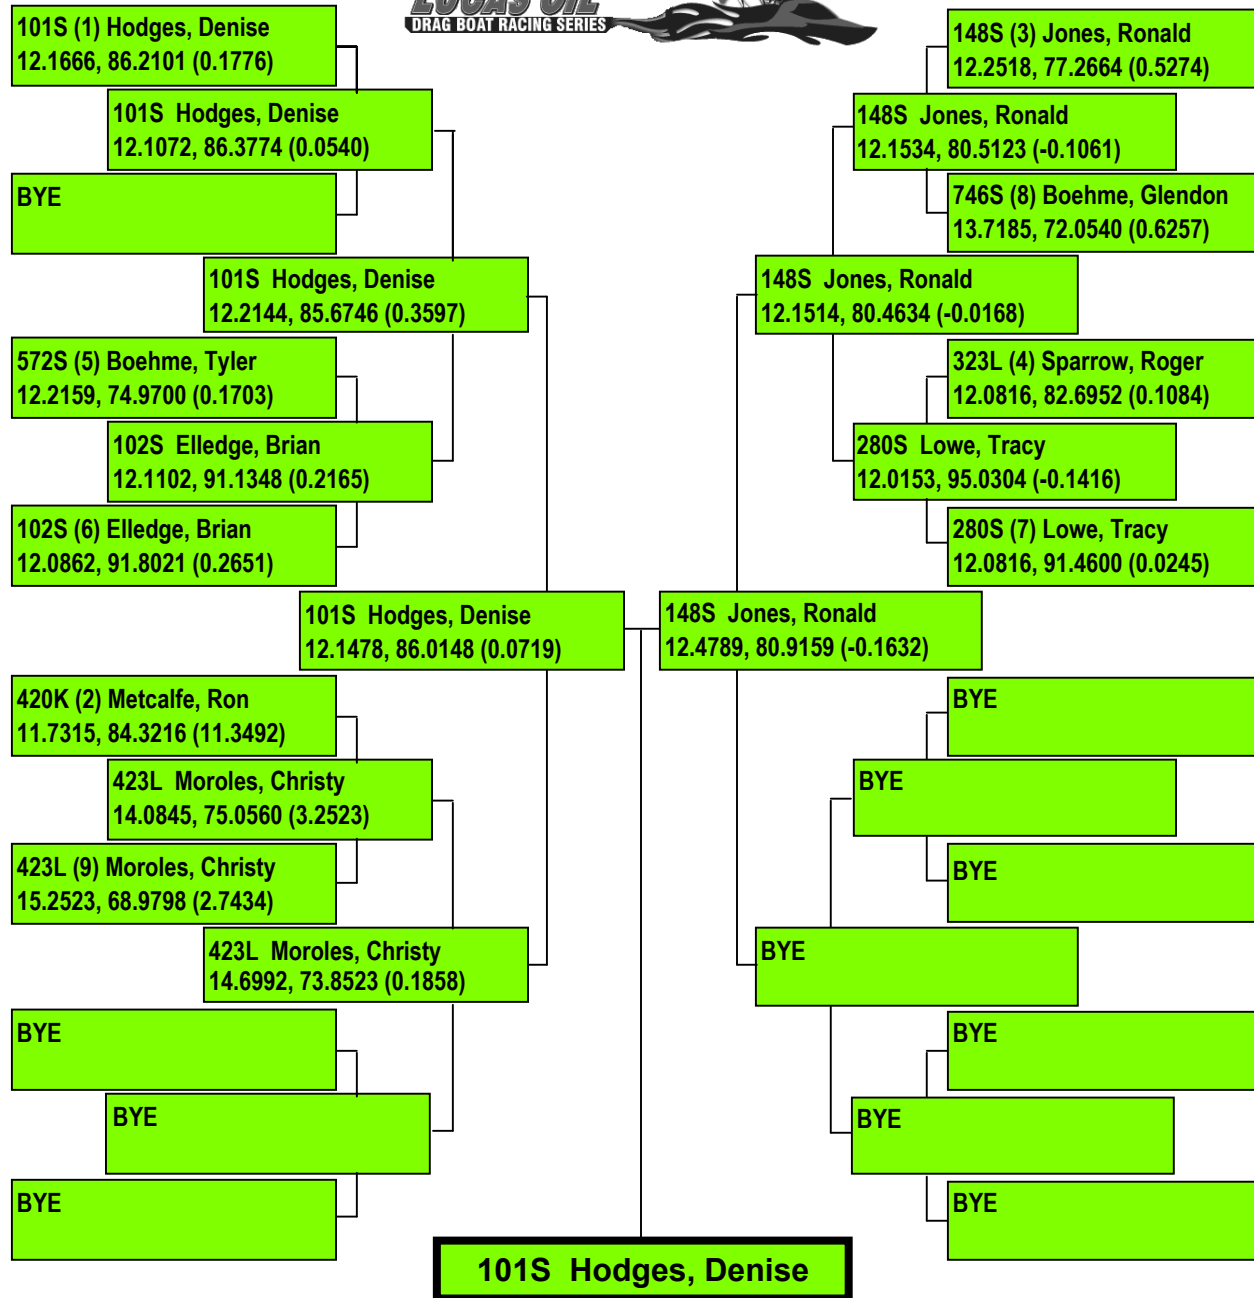 LUCAS OIL
DRAG BOAT RACING SERIES
101S (1) Hodges, Denise
12.1666, 86.2101 (0.1776)
101S Hodges, Denise
12.1072, 86.3774 (0.0540)
BYE
101S Hodges, Denise
12.2144, 85.6746 (0.3597)
572S (5) Boehme, Tyler
12.2159, 74.9700 (0.1703)
102S Elledge, Brian
12.1102, 91.1348 (0.2165)
102S (6) Elledge, Brian
12.0862, 91.8021 (0.2651)
101S Hodges, Denise
12.1478, 86.0148 (0.0719)
420K (2) Metcalfe, Ron
11.7315, 84.3216 (11.3492)
423L Moroles, Christy
14.0845, 75.0560 (3.2523)
423L (9) Moroles, Christy
15.2523, 68.9798 (2.7434)
423L Moroles, Christy
14.6992, 73.8523 (0.1858)
BYE
BYE
BYE
148S (3) Jones, Ronald
12.2518, 77.2664 (0.5274)
148S Jones, Ronald
12.1534, 80.5123 (-0.1061)
746S (8) Boehme, Glendon
13.7185, 72.0540 (0.6257)
148S Jones, Ronald
12.1514, 80.4634 (-0.0168)
323L (4) Sparrow, Roger
12.0816, 82.6952 (0.1084)
280S Lowe, Tracy
12.0153, 95.0304 (-0.1416)
280S (7) Lowe, Tracy
12.0816, 91.4600 (0.0245)
148S Jones, Ronald
12.4789, 80.9159 (-0.1632)
BYE
BYE
BYE
BYE
BYE
BYE
BYE
101S Hodges, Denise